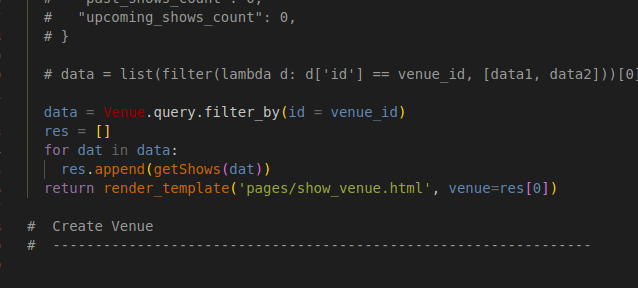 #   "past_shows_count": 0,
#   "upcoming_shows_count": 0,
# }
# data = list(filter(lambda d: d['id'] == venue_id, [data1, data2]))[0]
data = Venue.query.filter_by(id = venue_id)
res = []
for dat in data:
res.append(getShows(dat))
return render_template('pages/show_venue.html', venue=res[0])
#  Create Venue
#  ----------------------------------------------------------------